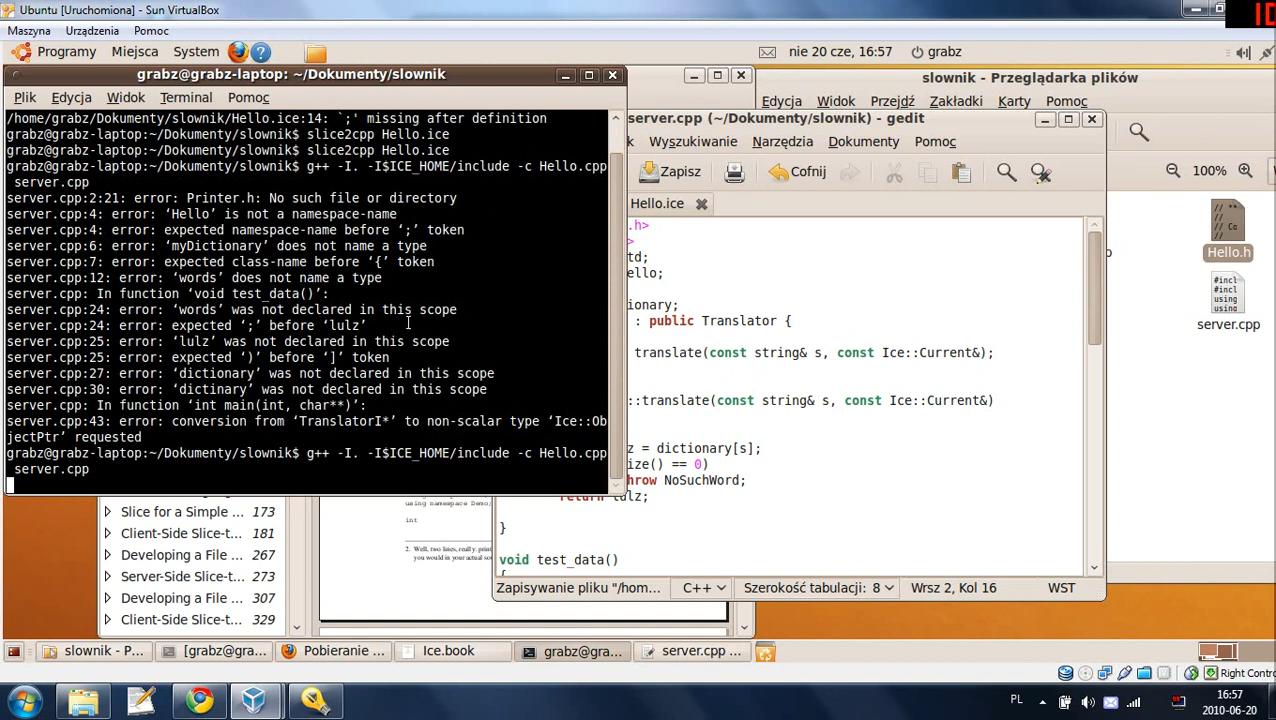 Ubuntu [Uruchomiona] - Sun VirtualBox
Maszyna Urządzenia Pomoc
Programy Miejsca System nie 20 cze, 16:57 grabz
grabz@grabz-laptop: ~/Dokumenty/slownik
Plik Edycja Widok Terminal Pomoc
/home/grabz/Dokumenty/slownik/Hello.ice:14: `;' missing after definition
grabz@grabz-laptop:~/Dokumenty/slownik$ slice2cpp Hello.ice
grabz@grabz-laptop:~/Dokumenty/slownik$ slice2cpp Hello.ice
grabz@grabz-laptop:~/Dokumenty/slownik$ g++ -I. -I$ICE_HOME/include -c Hello.cpp
server.cpp
server.cpp:2:21: error: Printer.h: No such file or directory
server.cpp:4: error: ‘Hello’ is not a namespace-name
server.cpp:4: error: expected namespace-name before ‘;’ token
server.cpp:6: error: ‘myDictionary’ does not name a type
server.cpp:7: error: expected class-name before ‘{’ token
server.cpp:12: error: ‘words’ does not name a type
server.cpp: In function ‘void test_data()’:
server.cpp:24: error: ‘words’ was not declared in this scope
server.cpp:24: error: expected ‘;’ before ‘lulz’
server.cpp:25: error: ‘lulz’ was not declared in this scope
server.cpp:25: error: expected ‘)’ before ‘]’ token
server.cpp:27: error: ‘dictionary’ was not declared in this scope
server.cpp:30: error: ‘dictinary’ was not declared in this scope
server.cpp: In function ‘int main(int, char**)’:
server.cpp:43: error: conversion from ‘TranslatorI*’ to non-scalar type ‘Ice::Ob
jectPtr’ requested
grabz@grabz-laptop:~/Dokumenty/slownik$ g++ -I. -I$ICE_HOME/include -c Hello.cpp
server.cpp
slownik - Przeglądarka plików
Edycja Widok Przejdź Zakładki Karty Pomoc
100%
Hello.h
server.cpp
server.cpp (~/Dokumenty/slownik) - gedit
Wyszukiwanie Narzędzia Dokumenty Pomoc
Zapisz Cofnij
Hello.ice
.h>
>
td;
ello;
ionary;
: public Translator {
translate(const string& s, const Ice::Current&);
::translate(const string& s, const Ice::Current&)
z = dictionary[s];
ize() == 0)
hrow NoSuchWord;
return lulz;
}
void test_data()
{
Zapisywanie pliku "/hom... C++ Szerokość tabulacji: 8 Wrsz 2, Kol 16 WST
Slice for a Simple ... 173
Client-Side Slice-t... 181
Developing a File ... 267
Server-Side Slice-t... 273
Developing a File ... 307
Client-Side Slice-t... 329
using namespace Demo;
int
slownik - P... [grabz@gra... Pobieranie ... Ice.book grabz@gra... server.cpp ...
Right Contro
PL 16:57
2010-06-20